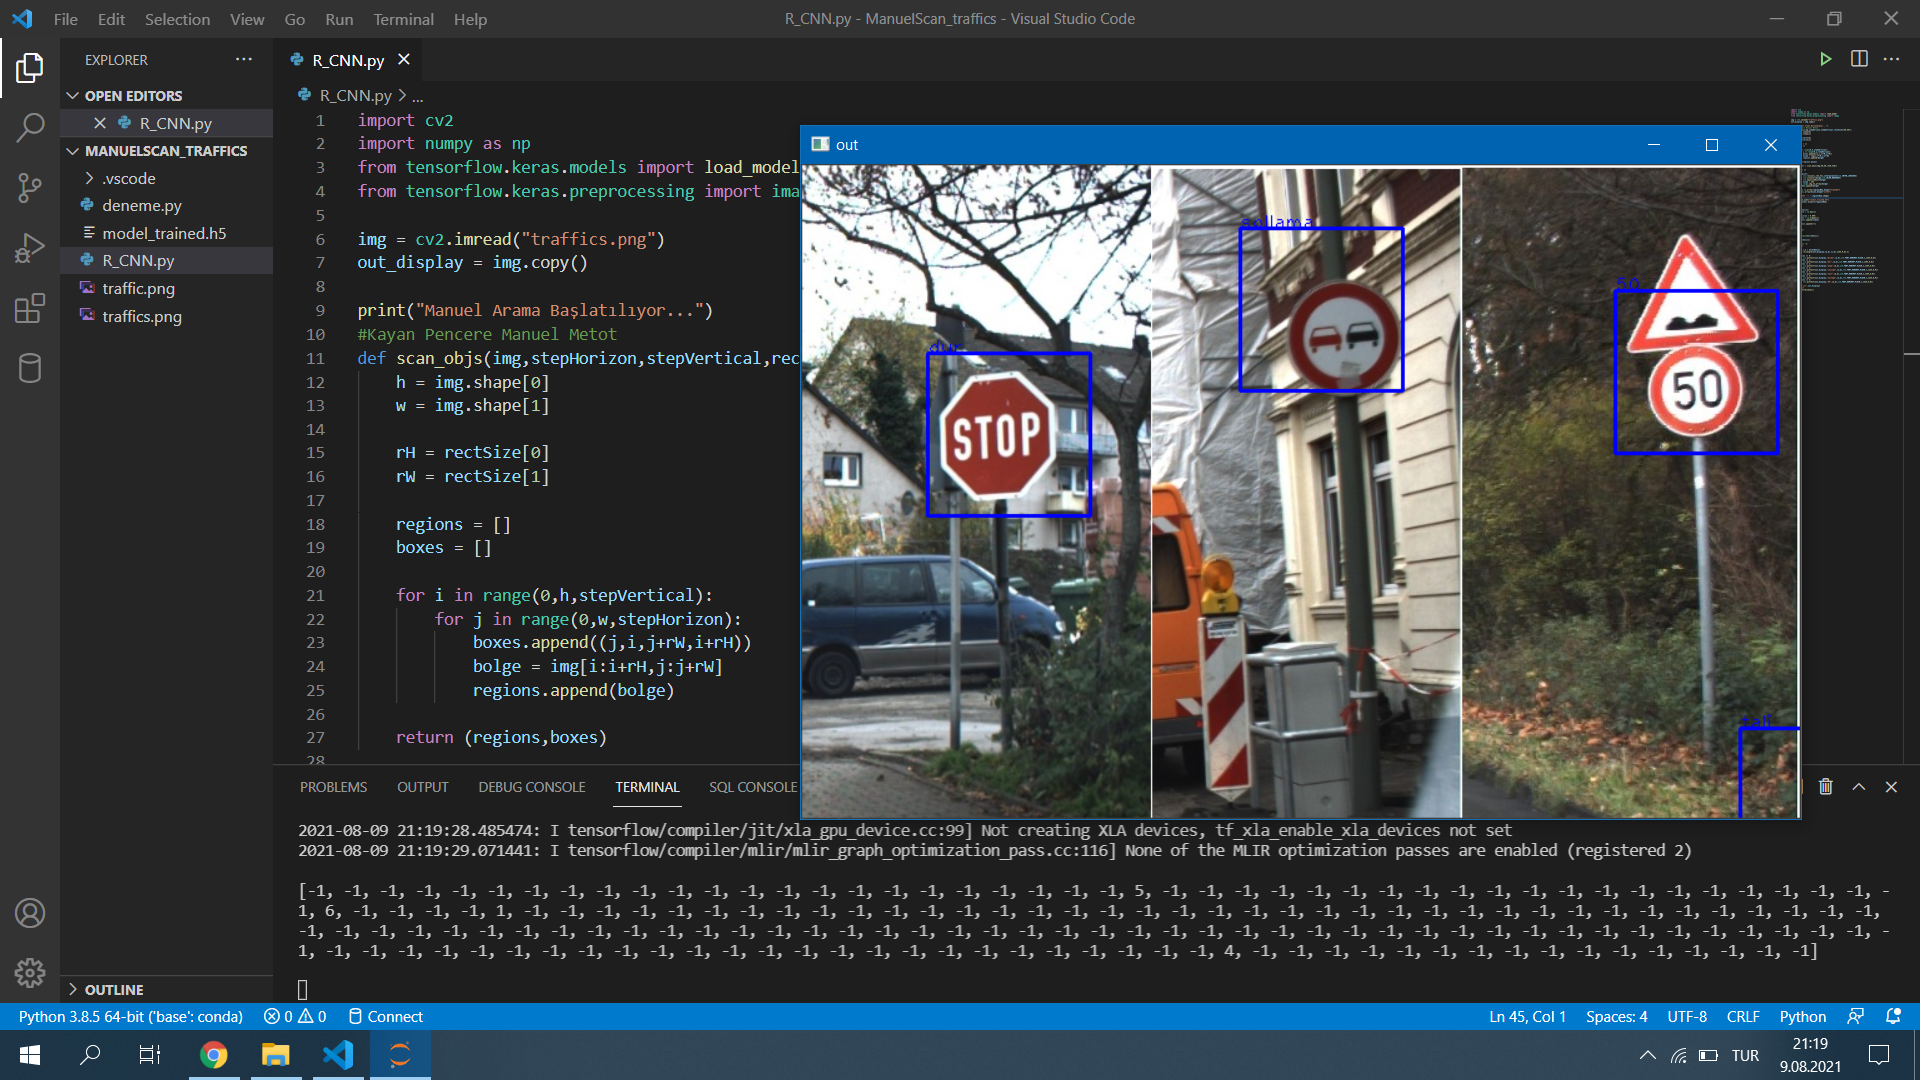 File Edit Selection View Go Run Terminal Help
R_CNN.py - ManuelScan_traffics - Visual Studio Code
EXPLORER
OPEN EDITORS
R_CNN.py
MANUELSCAN_TRAFFICS
.vscode
deneme.py
model_trained.h5
R_CNN.py
traffic.png
traffics.png
OUTLINE
R_CNN.py
R_CNN.py > ...
1 import cv2
2 import numpy as np
3 from tensorflow.keras.models import load_model
4 from tensorflow.keras.preprocessing import ima
5
6 img = cv2.imread("traffics.png")
7 out_display = img.copy()
8
9 print("Manuel Arama Başlatılıyor...")
10 #Kayan Pencere Manuel Metot
11 def scan_objs(img,stepHorizon,stepVertical,rec
12 h = img.shape[0]
13 w = img.shape[1]
14
15 rH = rectSize[0]
16 rW = rectSize[1]
17
18 regions = []
19 boxes = []
20
21 for i in range(0,h,stepVertical):
22 for j in range(0,w,stepHorizon):
23 boxes.append((j,i,j+rW,i+rH))
24 bolge = img[i:i+rH,j:j+rW]
25 regions.append(bolge)
26
27 return (regions,boxes)
28
out
dur
STOP
sollama
50
50
tali
PROBLEMS OUTPUT DEBUG CONSOLE TERMINAL SQL CONSOLE
2021-08-09 21:19:28.485474: I tensorflow/compiler/jit/xla_gpu_device.cc:99] Not creating XLA devices, tf_xla_enable_xla_devices not set
2021-08-09 21:19:29.071441: I tensorflow/compiler/mlir/mlir_graph_optimization_pass.cc:116] None of the MLIR optimization passes are enabled (registered 2)
[-1, -1, -1, -1, -1, -1, -1, -1, -1, -1, -1, -1, -1, -1, -1, -1, -1, -1, -1, -1, -1, -1, -1, 5, -1, -1, -1, -1, -1, -1, -1, -1, -1, -1, -1, -1, -1, -1, -1, -1, -1, -1, -1, -1, -
1, 6, -1, -1, -1, -1, 1, -1, -1, -1, -1, -1, -1, -1, -1, -1, -1, -1, -1, -1, -1, -1, -1, -1, -1, -1, -1, -1, -1, -1, -1, -1, -1, -1, -1, -1, -1, -1, -1, -1, -1, -1, -1, -1, -1,
-1, -1, -1, -1, -1, -1, -1, -1, -1, -1, -1, -1, -1, -1, -1, -1, -1, -1, -1, -1, -1, -1, -1, -1, -1, -1, -1, -1, -1, -1, -1, -1, -1, -1, -1, -1, -1, -1, -1, -1, -1, -1, -1, -1, -
1, -1, -1, -1, -1, -1, -1, -1, -1, -1, -1, -1, -1, -1, -1, -1, -1, -1, -1, -1, -1, -1, -1, -1, -1, -1, 4, -1, -1, -1, -1, -1, -1, -1, -1, -1, -1, -1, -1, -1, -1, -1, -1]
Python 3.8.5 64-bit ('base': conda) 0 0 Connect
Ln 45, Col 1 Spaces: 4 UTF-8 CRLF Python
TUR
21:19
9.08.2021